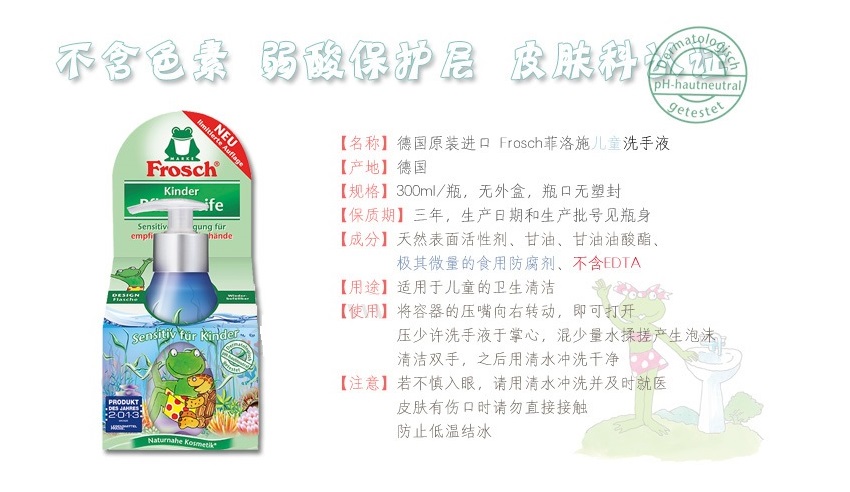 不含色素 弱酸保护层 皮肤科
Dermatologisch
pH-hautneutral
getestet
NEU
limitierte Auflage
MARKE
Frosch
Kinder
Sensitiv
für
DESIGN
Flasche
Wieder
befüllbar
Sensitiv für Kinder
PRODUKT
DES JAHRES
2013
Naturnahe Kosmetik
【名称】德国原装进口 Frosch菲洛施儿童洗手液
【产地】德国
【规格】300ml/瓶，无外盒，瓶口无塑封
【保质期】三年，生产日期和生产批号见瓶身
【成分】天然表面活性剂、甘油、甘油油酸酯、
极其微量的食用防腐剂、不含EDTA
【用途】适用于儿童的卫生清洁
【使用】将容器的压嘴向右转动，即可打开
压少许洗手液于掌心，混少量水揉搓产生泡沫
清洁双手，之后用清水冲洗干净
【注意】若不慎入眼，请用清水冲洗并及时就医
皮肤有伤口时请勿直接接触
防止低温结冰